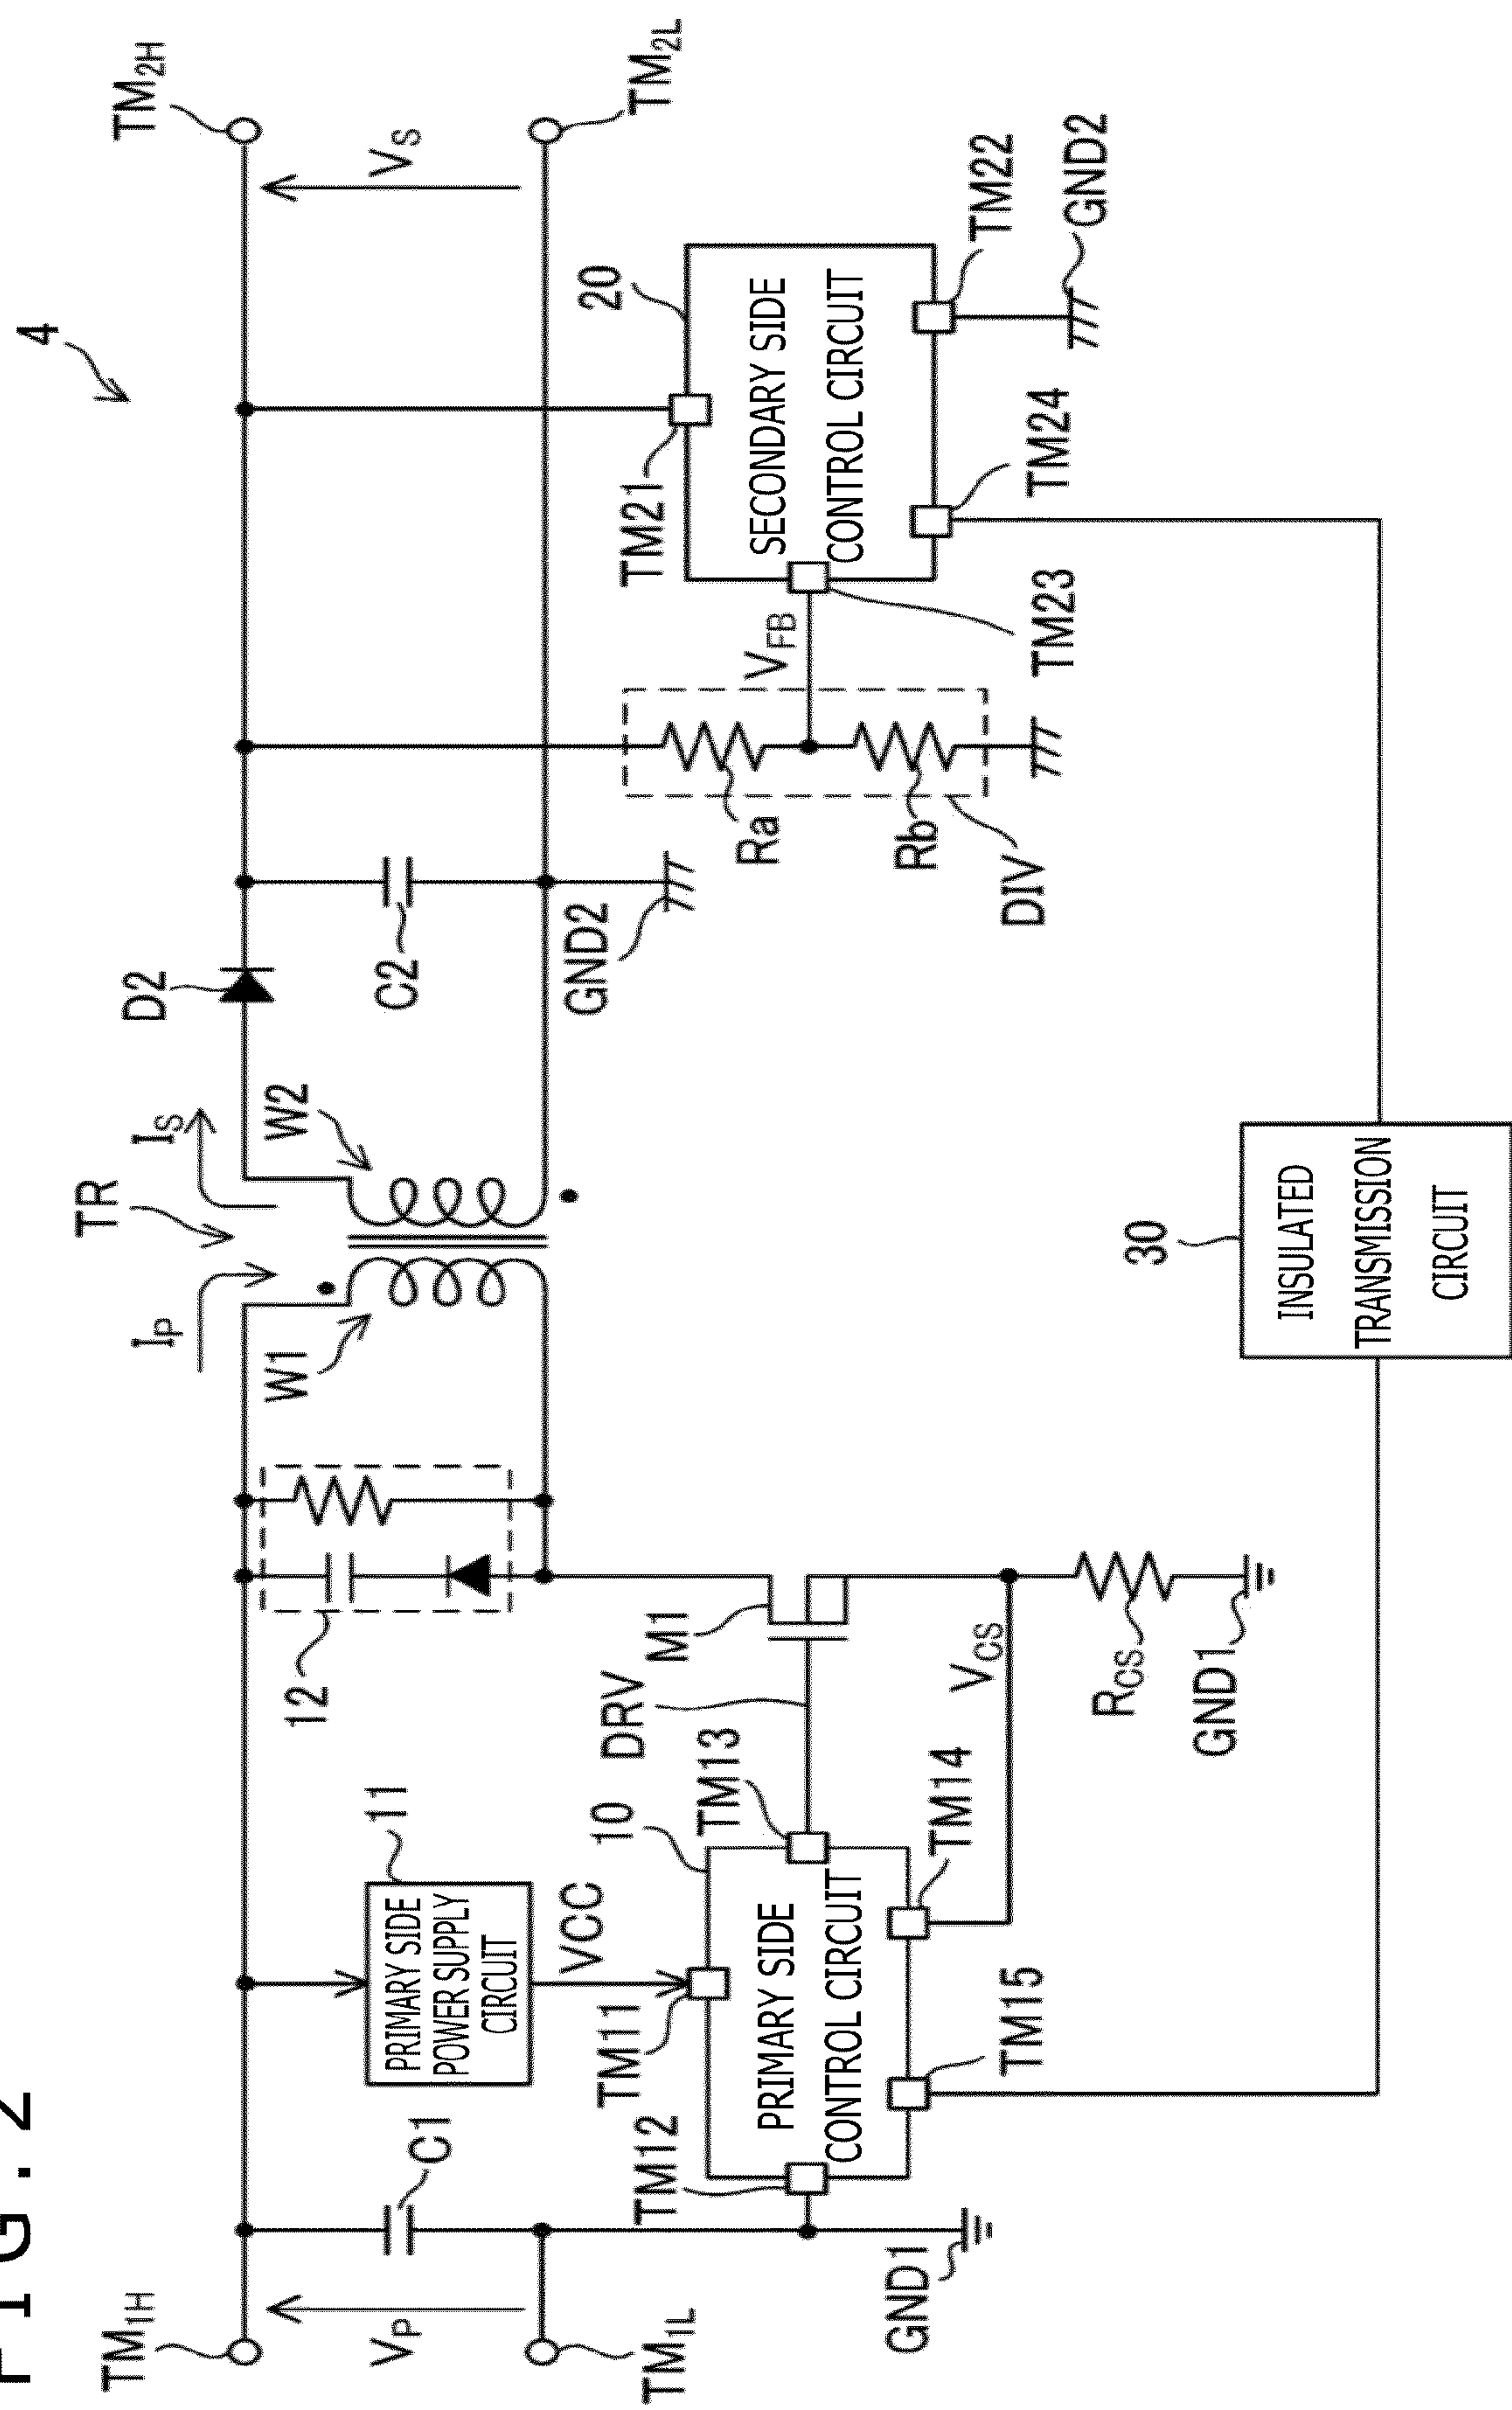 FIG. 2
4
TM1H
VP
TM1L
C1
GND1
PRIMARY SIDE
POWER SUPPLY
CIRCUIT
11
VCC
TM11
TM12
10
PRIMARY SIDE
CONTROL CIRCUIT
TM13
TM14
TM15
DRV
M1
12
VCS
RCS
GND1
IP
TR
IS
W1
W2
D2
C2
GND2
Ra
Rb
DIV
VFB
TM21
20
SECONDARY SIDE
CONTROL CIRCUIT
TM23
TM24
TM22
GND2
TM2H
VS
TM2L
30
INSULATED
TRANSMISSION
CIRCUIT